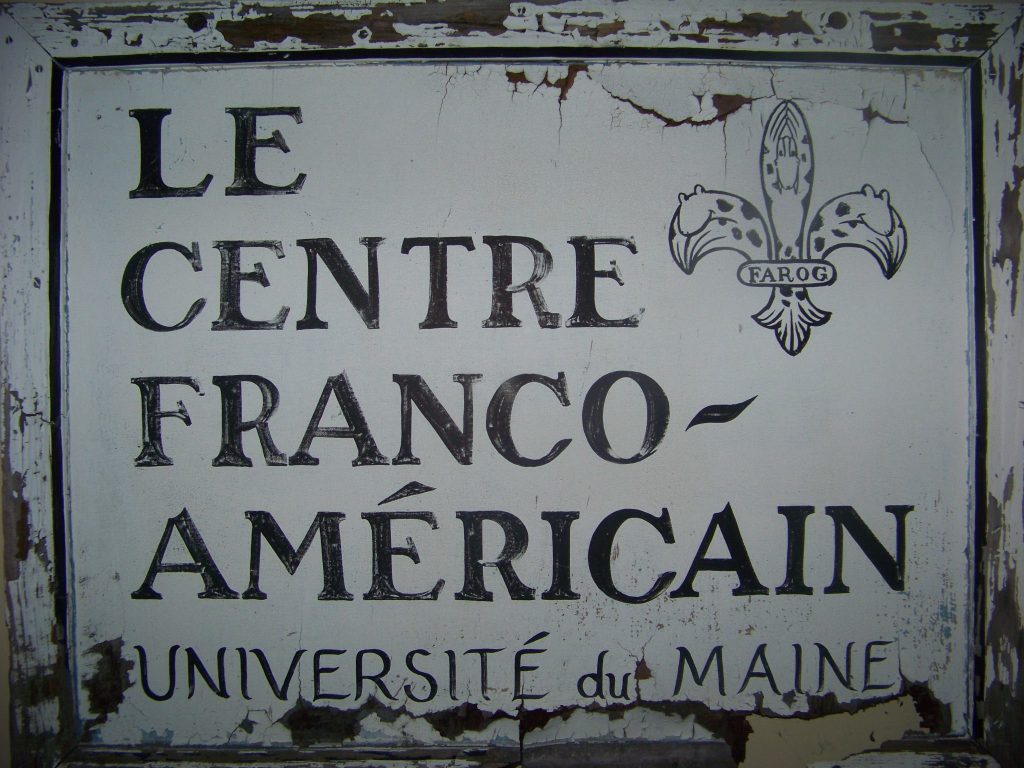 LE
CENTRE
FAROG
FRANCO-
AMÉRICAIN
UNIVERSITÉ du MAINE